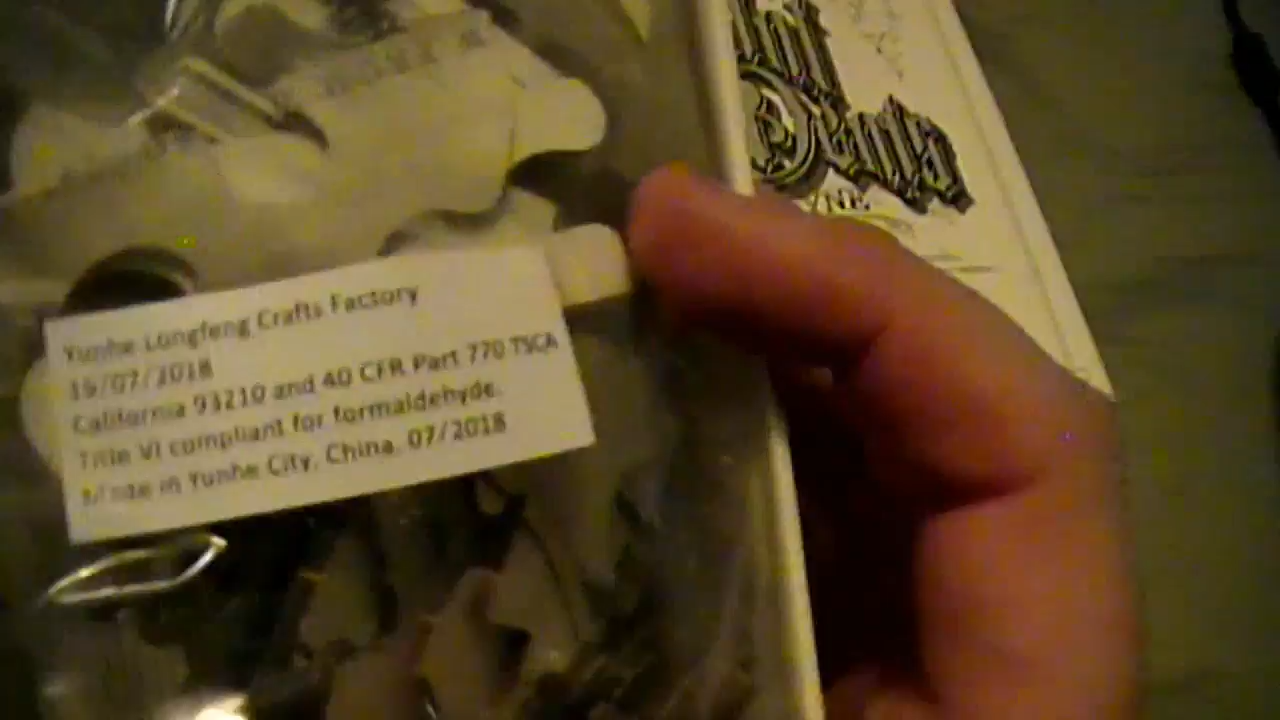 Yunhe Longfeng Crafts Factory
19/07/2018
California 93210 and 40 CFR Part 770 TSCA
Title VI compliant for formaldehyde.
Made in Yunhe City, China, 07/2018